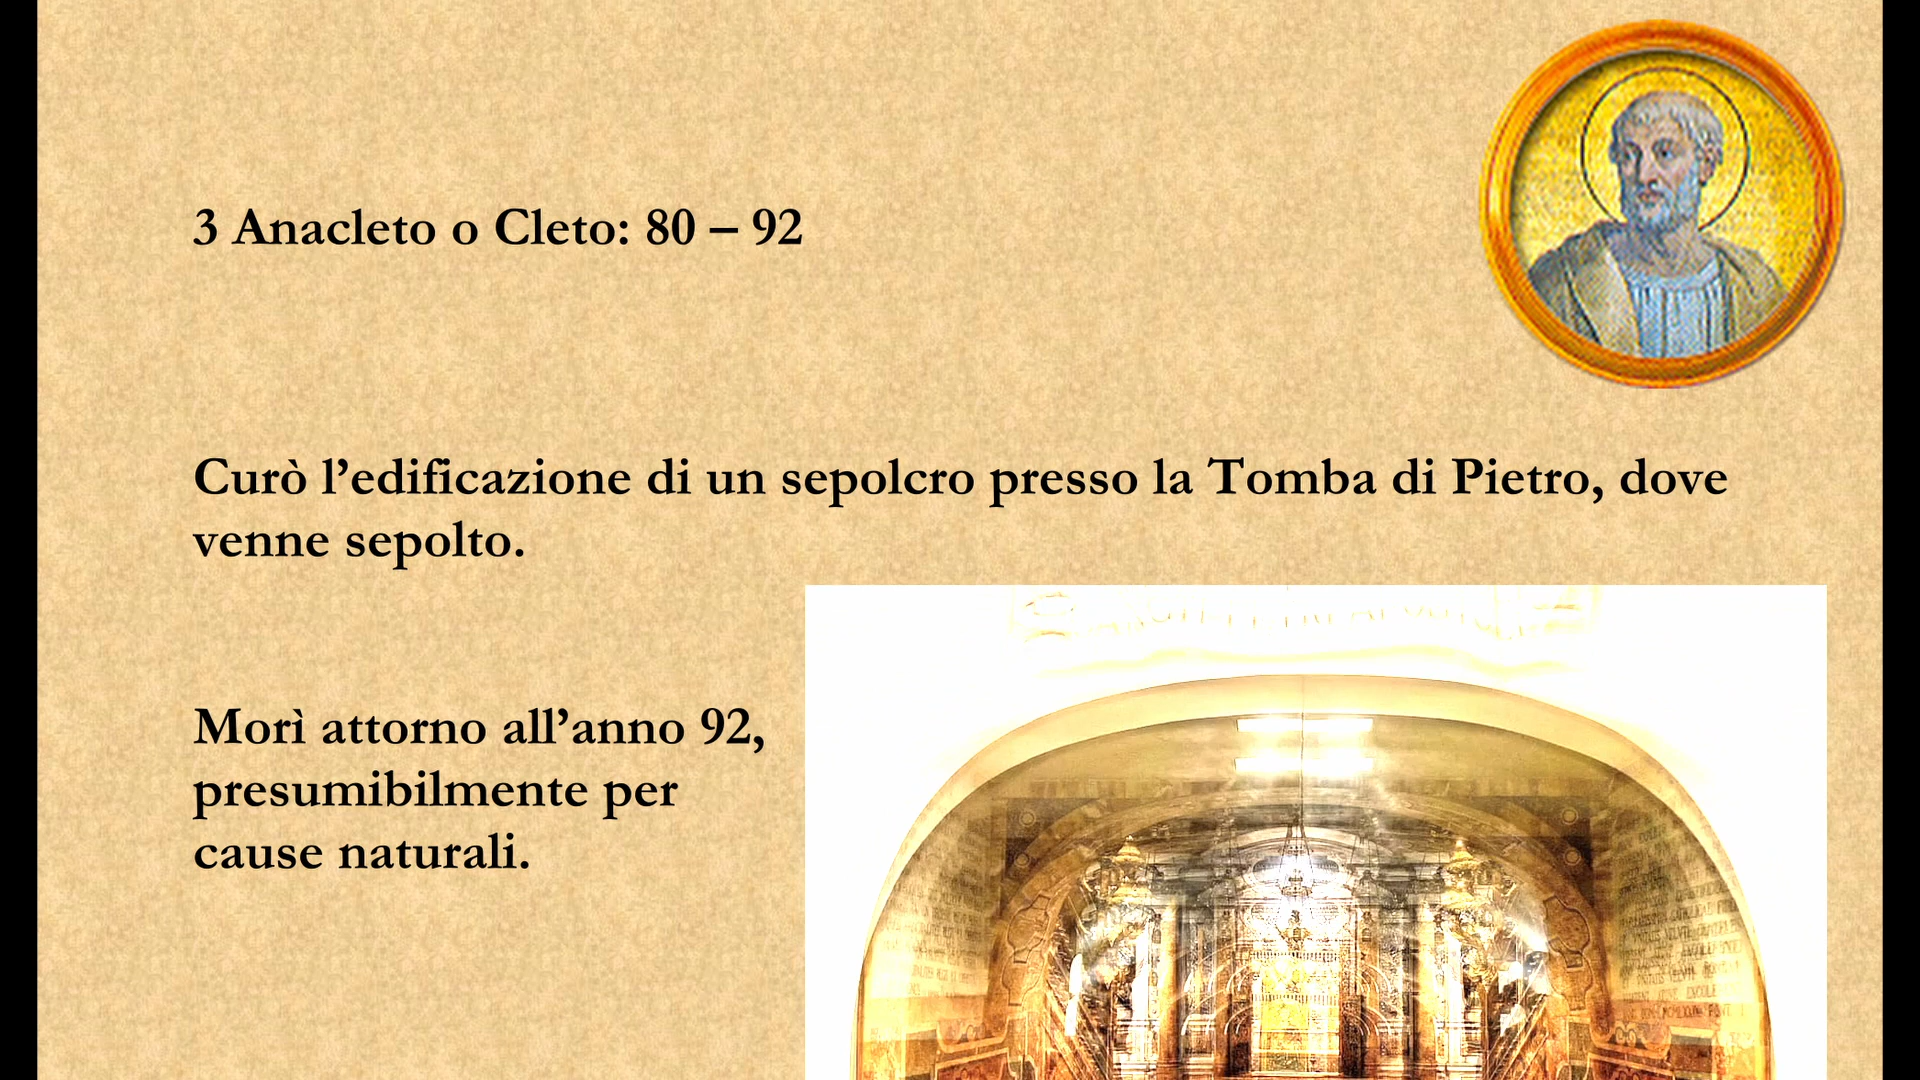 3 Anacleto o Cleto: 80 – 92
Curò l’edificazione di un sepolcro presso la Tomba di Pietro, dove
venne sepolto.
Morì attorno all’anno 92,
presumibilmente per
cause naturali.